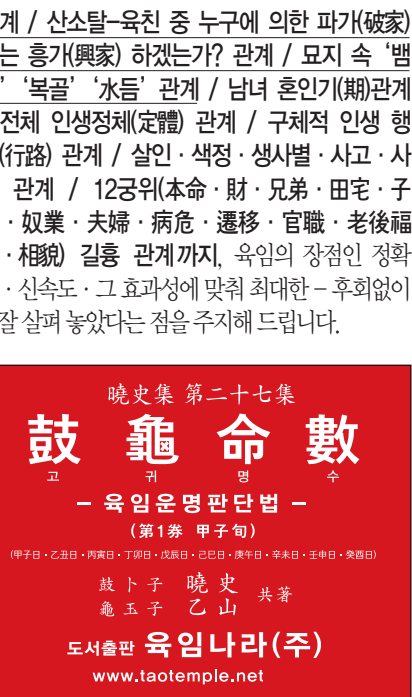 계 / 산소탈–육친 중 누구에 의한 파가(破家)
는 흥가(興家) 하겠는가? 관계 / 묘지 속 ‘뱀
’ ‘복골’ ‘水듬’ 관계 / 남녀 혼인기(期)관계
전체 인생정체(定體) 관계 / 구체적 인생 행
(行路) 관계 / 살인 · 색정 · 생사별 · 사고 · 사
관계 / 12궁위(本命 · 財 · 兄弟 · 田宅 · 子
· 奴業 · 夫婦 · 病危 · 遷移 · 官職 · 老後福
· 相貌) 길흉 관계까지, 육임의 장점인 정확
· 신속도 · 그 효과성에 맞춰 최대한 – 후회없이
잘 살펴 놓았다는 점을 주지해 드립니다.
曉史集 第二十七集
鼓 龜 命 數
고 귀 명 수
– 육임운명판단법 –
(第1券 甲子旬)
(甲子日 · 乙丑日 · 丙寅日 · 丁卯日 · 戊辰日 · 己巳日 · 庚午日 · 辛未日 · 壬申日 · 癸酉日)
鼓卜子 曉史 共著
龜玉子 乙山
도서출판 육임나라(주)
www.taotemple.net